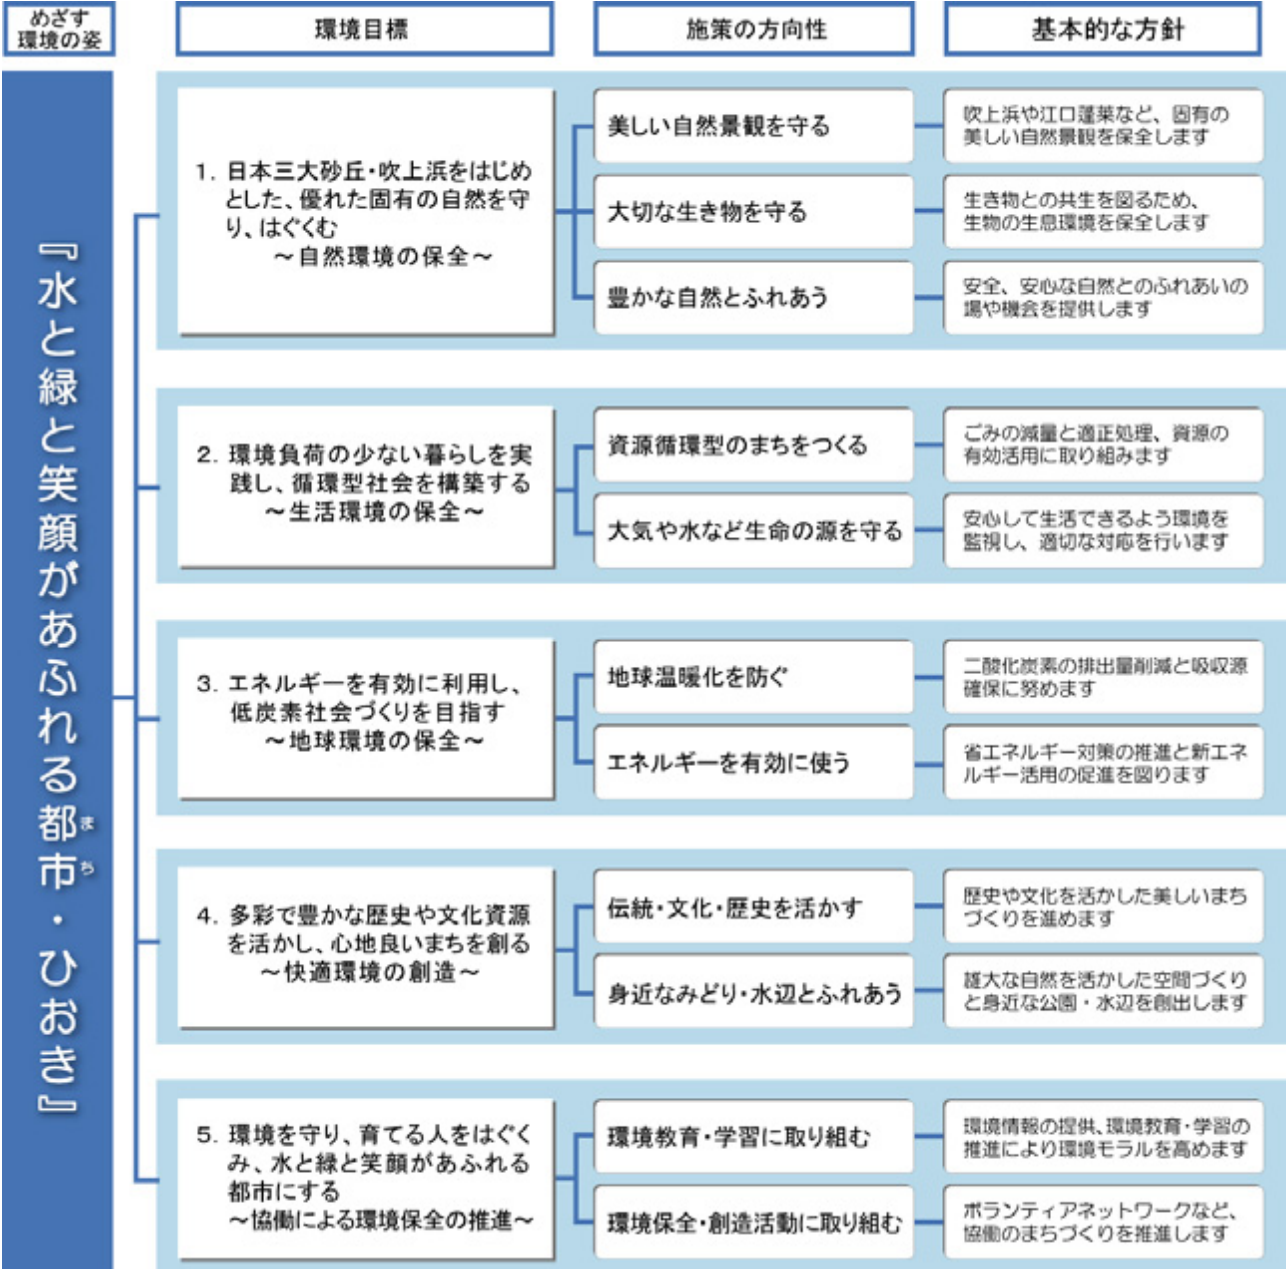 めざす
環境の姿
環境目標
施策の方向性
基本的な方針
『水と緑と笑顔があふれる都市・ひおき』
まち
1. 日本三大砂丘・吹上浜をはじめ
とした、優れた固有の自然を守
り、はぐくむ
～自然環境の保全～
美しい自然景観を守る
吹上浜や江口蓬莱など、固有の
美しい自然景観を保全します
大切な生き物を守る
生き物との共生を図るため、
生物の生息環境を保全します
豊かな自然とふれあう
安全、安心な自然とのふれあいの
場や機会を提供します
2. 環境負荷の少ない暮らしを実
践し、循環型社会を構築する
～生活環境の保全～
資源循環型のまちをつくる
ごみの減量と適正処理、資源の
有効活用に取り組みます
大気や水など生命の源を守る
安心して生活できるよう環境を
監視し、適切な対応を行います
3. エネルギーを有効に利用し、
低炭素社会づくりを目指す
～地球環境の保全～
地球温暖化を防ぐ
二酸化炭素の排出量削減と吸収源
確保に努めます
エネルギーを有効に使う
省エネルギー対策の推進と新エネ
ルギー活用の促進を図ります
4. 多彩で豊かな歴史や文化資源
を活かし、心地良いまちを創る
～快適環境の創造～
伝統・文化・歴史を活かす
歴史や文化を活かした美しいまち
づくりを進めます
身近なみどり・水辺とふれあう
雄大な自然を活かした空間づくり
と身近な公園・水辺を創出します
5. 環境を守り、育てる人をはぐく
み、水と緑と笑顔があふれる
都市にする
～協働による環境保全の推進～
環境教育・学習に取り組む
環境情報の提供、環境教育・学習の
推進により環境モラルを高めます
環境保全・創造活動に取り組む
ボランティアネットワークなど、
協働のまちづくりを推進します